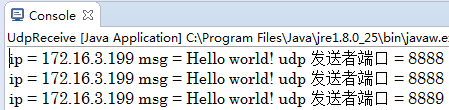 Console
UdpReceive [Java Application] C:\Program Files\Java\jre1.8.0_25\bin\javaw.e
ip = 172.16.3.199 msg = Hello world! udp 发送者端口 = 8888
ip = 172.16.3.199 msg = Hello world! udp 发送者端口 = 8888
ip = 172.16.3.199 msg = Hello world! udp 发送者端口 = 8889